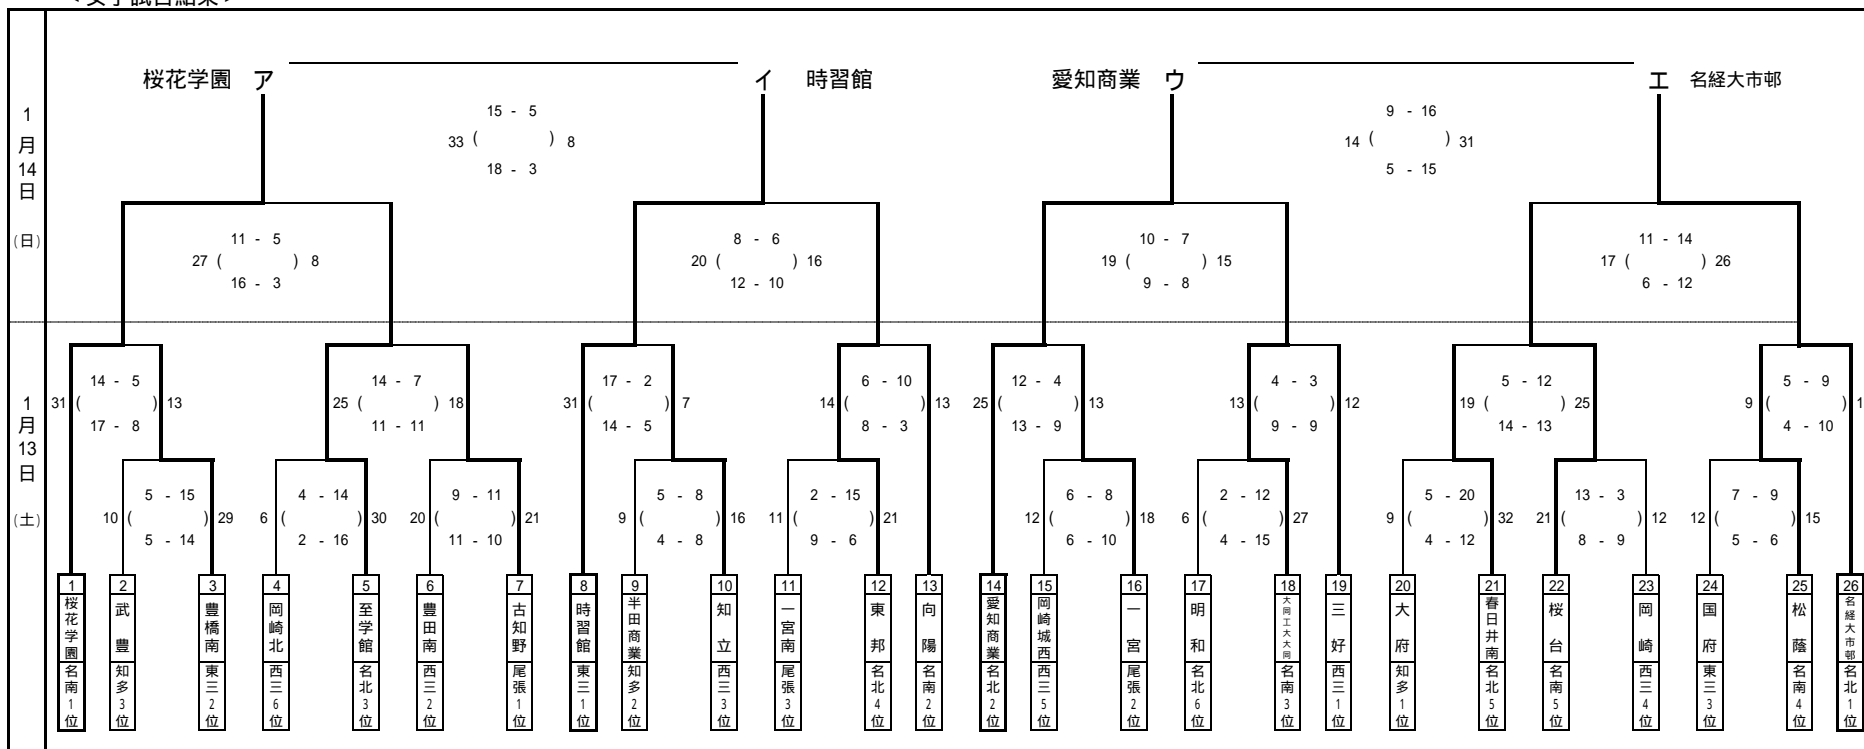 ＜女子試合結果＞
桜花学園 ア イ 時習館 愛知商業 ウ エ 名経大市邨
1月14日(日)
15 - 5
33 ( ) 8
18 - 3
9 - 16
14 ( ) 31
5 - 15
11 - 5
27 ( ) 8
16 - 3
8 - 6
20 ( ) 16
12 - 10
10 - 7
19 ( ) 15
9 - 8
11 - 14
17 ( ) 26
6 - 12
1月13日(土)
14 - 5
31 ( ) 13
17 - 8
14 - 7
25 ( ) 18
11 - 11
17 - 2
31 ( ) 7
14 - 5
6 - 10
14 ( ) 13
8 - 3
12 - 4
25 ( ) 13
13 - 9
4 - 3
13 ( ) 12
9 - 9
5 - 12
19 ( ) 25
14 - 13
5 - 9
9 ( ) 1
4 - 10
5 - 15
10 ( ) 29
5 - 14
4 - 14
6 ( ) 30
2 - 16
9 - 11
20 ( ) 21
11 - 10
5 - 8
9 ( ) 16
4 - 8
2 - 15
11 ( ) 21
9 - 6
6 - 8
12 ( ) 18
6 - 10
2 - 12
6 ( ) 27
4 - 15
5 - 20
9 ( ) 32
4 - 12
13 - 3
21 ( ) 12
8 - 9
7 - 9
12 ( ) 15
5 - 6
1 桜花学園 名南1位
2 武豊 知多3位
3 豊橋南 東三2位
4 岡崎北 西三6位
5 至学館 名北3位
6 豊田南 西三2位
7 古知野 尾張1位
8 時習館 東三1位
9 半田商業 知多2位
10 知立 西三3位
11 一宮南 尾張3位
12 東邦 名北4位
13 向陽 名南2位
14 愛知商業 名北2位
15 岡崎城西 西三5位
16 一宮 尾張2位
17 明和 名北6位
18 大同工大大同 名南3位
19 三好 西三1位
20 大府 知多1位
21 春日井南 名北5位
22 桜台 名南5位
23 岡崎 西三4位
24 国府 東三3位
25 松蔭 名南4位
26 名経大市邨 名北1位